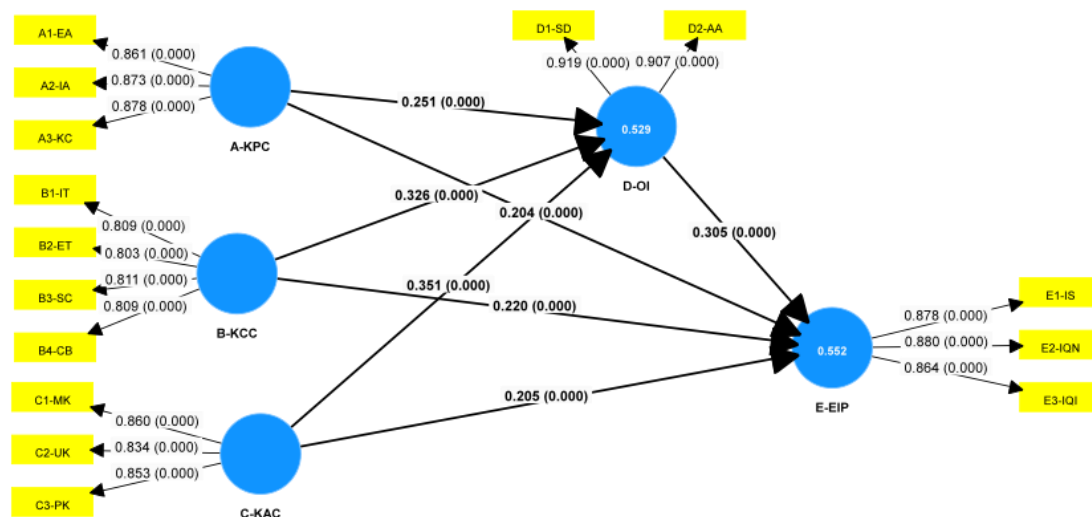 A1-EA
0.861 (0.000)
A2-IA
0.873 (0.000)
0.878 (0.000)
A3-KC
A-KPC
D1-SD
D2-AA
0.919 (0.000)
0.907 (0.000)
0.529
D-OI
0.251 (0.000)
0.326 (0.000)
0.204 (0.000)
0.305 (0.000)
B1-IT
0.809 (0.000)
B2-ET
0.803 (0.000)
0.811 (0.000)
B3-SC
0.809 (0.000)
B4-CB
B-KCC
0.351 (0.000)
0.220 (0.000)
0.205 (0.000)
C1-MK
0.860 (0.000)
C2-UK
0.834 (0.000)
0.853 (0.000)
C3-PK
C-KAC
0.552
E-EIP
E1-IS
0.878 (0.000)
0.880 (0.000)
E2-IQN
0.864 (0.000)
E3-IQI